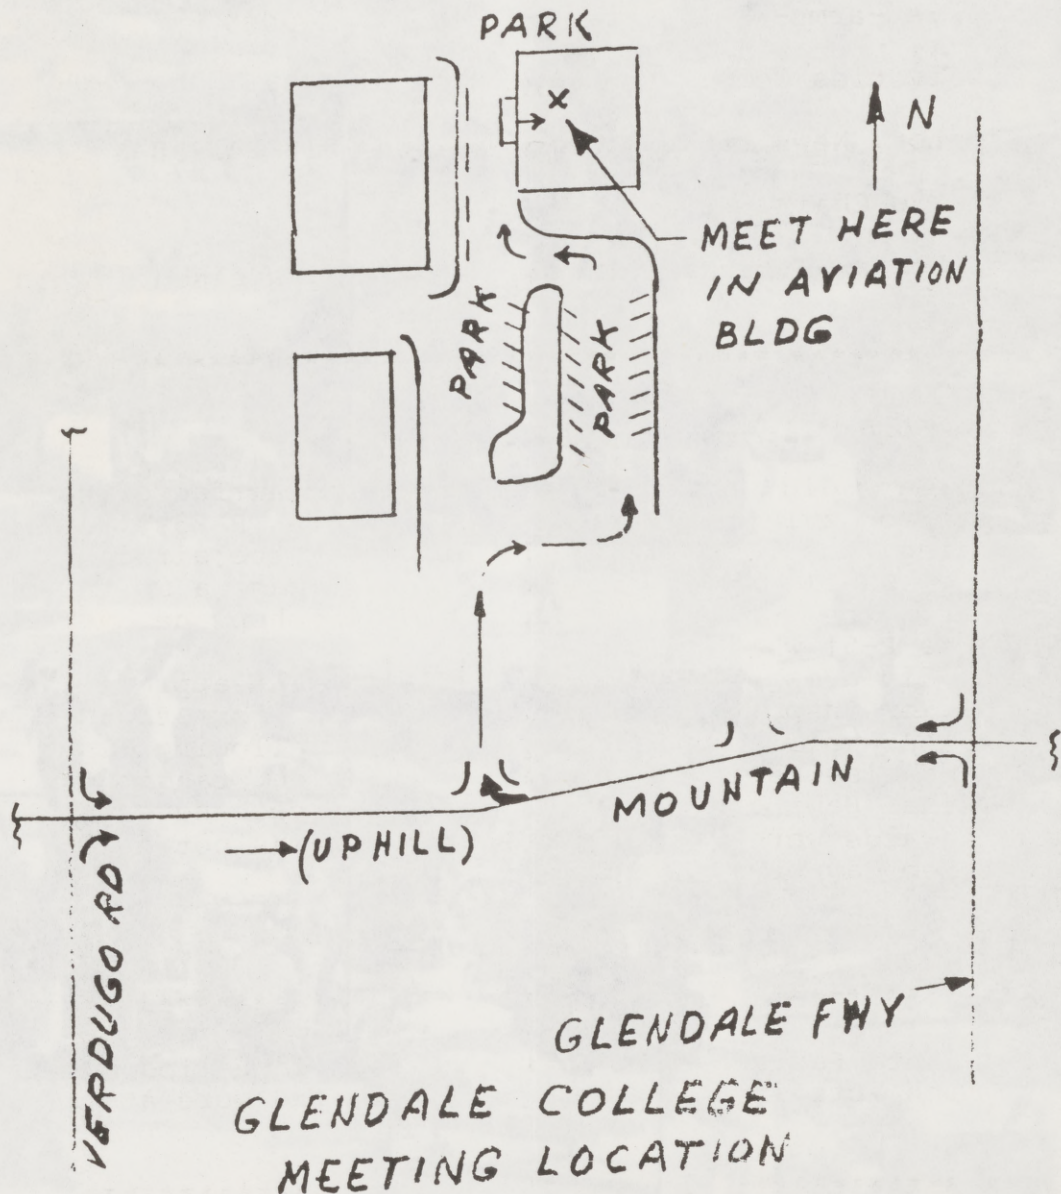 PARK
N
MEET HERE
IN AVIATION
BLDG
PARK
PARK
MOUNTAIN
(UPHILL)
VERDUGO RD
GLENDALE FWY
GLENDALE COLLEGE
MEETING LOCATION